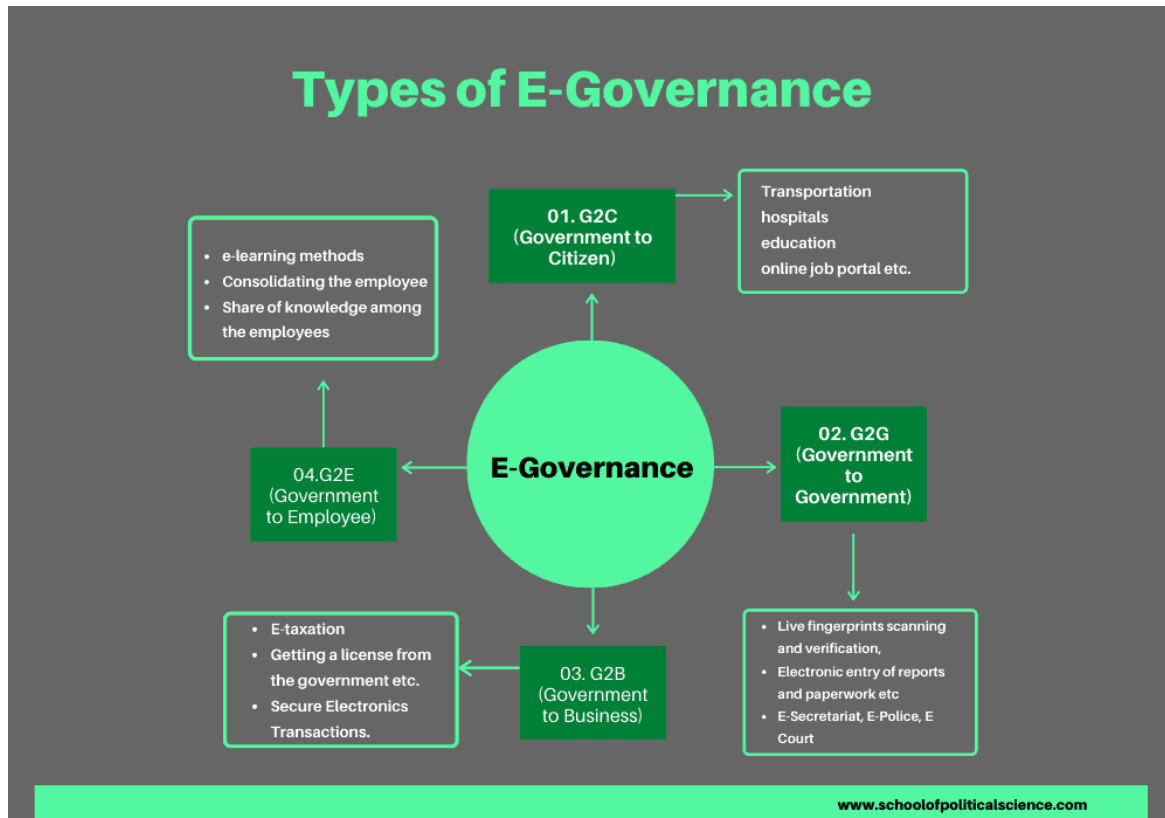 Types of E-Governance
01. G2C
(Government to
Citizen)
Transportation
hospitals
education
online job portal etc.
• e-learning methods
• Consolidating the employee
• Share of knowledge among
the employees
E-Governance
02. G2G
(Government
to
Government)
04.G2E
(Government
to Employee)
• E-taxation
• Getting a license from
the government etc.
• Secure Electronics
Transactions.
03. G2B
(Government
to Business)
• Live fingerprints scanning
and verification,
• Electronic entry of reports
and paperwork etc
• E-Secretariat, E-Police, E
Court
www.schoolofpoliticalscience.com